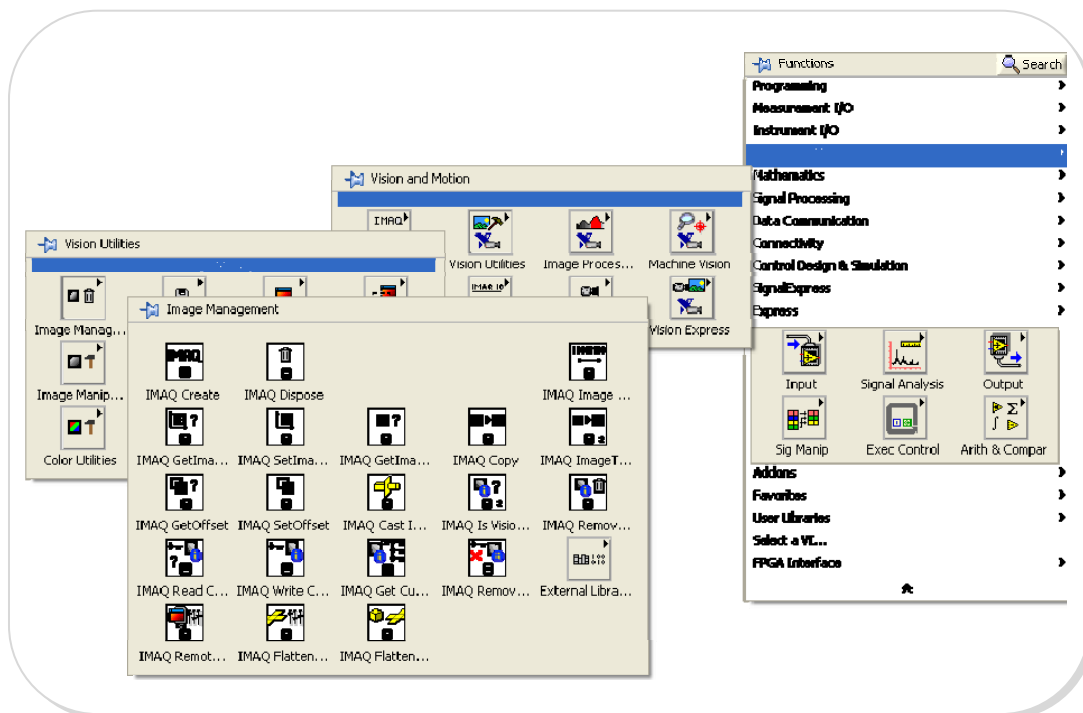 Functions
Search
Programming
Measurement I/O
Instrument I/O
Mathematics
Signal Processing
Data Communication
Connectivity
Control Design & Simulation
SignalExpress
Express
Input
Signal Analysis
Output
Sig Manip
Exec Control
Arith & Compar
Addons
Favorites
User Libraries
Select a VI...
FPGA Interface
Vision and Motion
IMAQ
Vision Utilities
Image Proces...
Machine Vision
IMAQ IO
Vision Express
Vision Utilities
Image Manag...
Image Manip...
Color Utilities
Image Management
IMAQ
IMAQ Create
IMAQ Dispose
IMAQ Image ...
IMAQ GetIma...
IMAQ SetIma...
IMAQ GetIma...
IMAQ Copy
IMAQ ImageT...
IMAQ GetOffset
IMAQ SetOffset
IMAQ Cast I...
IMAQ Is Visio...
IMAQ Remov...
IMAQ Read C...
IMAQ Write C...
IMAQ Get Cu...
IMAQ Remov...
External Libra...
IMAQ Remot...
IMAQ Flatten...
IMAQ Flatten...